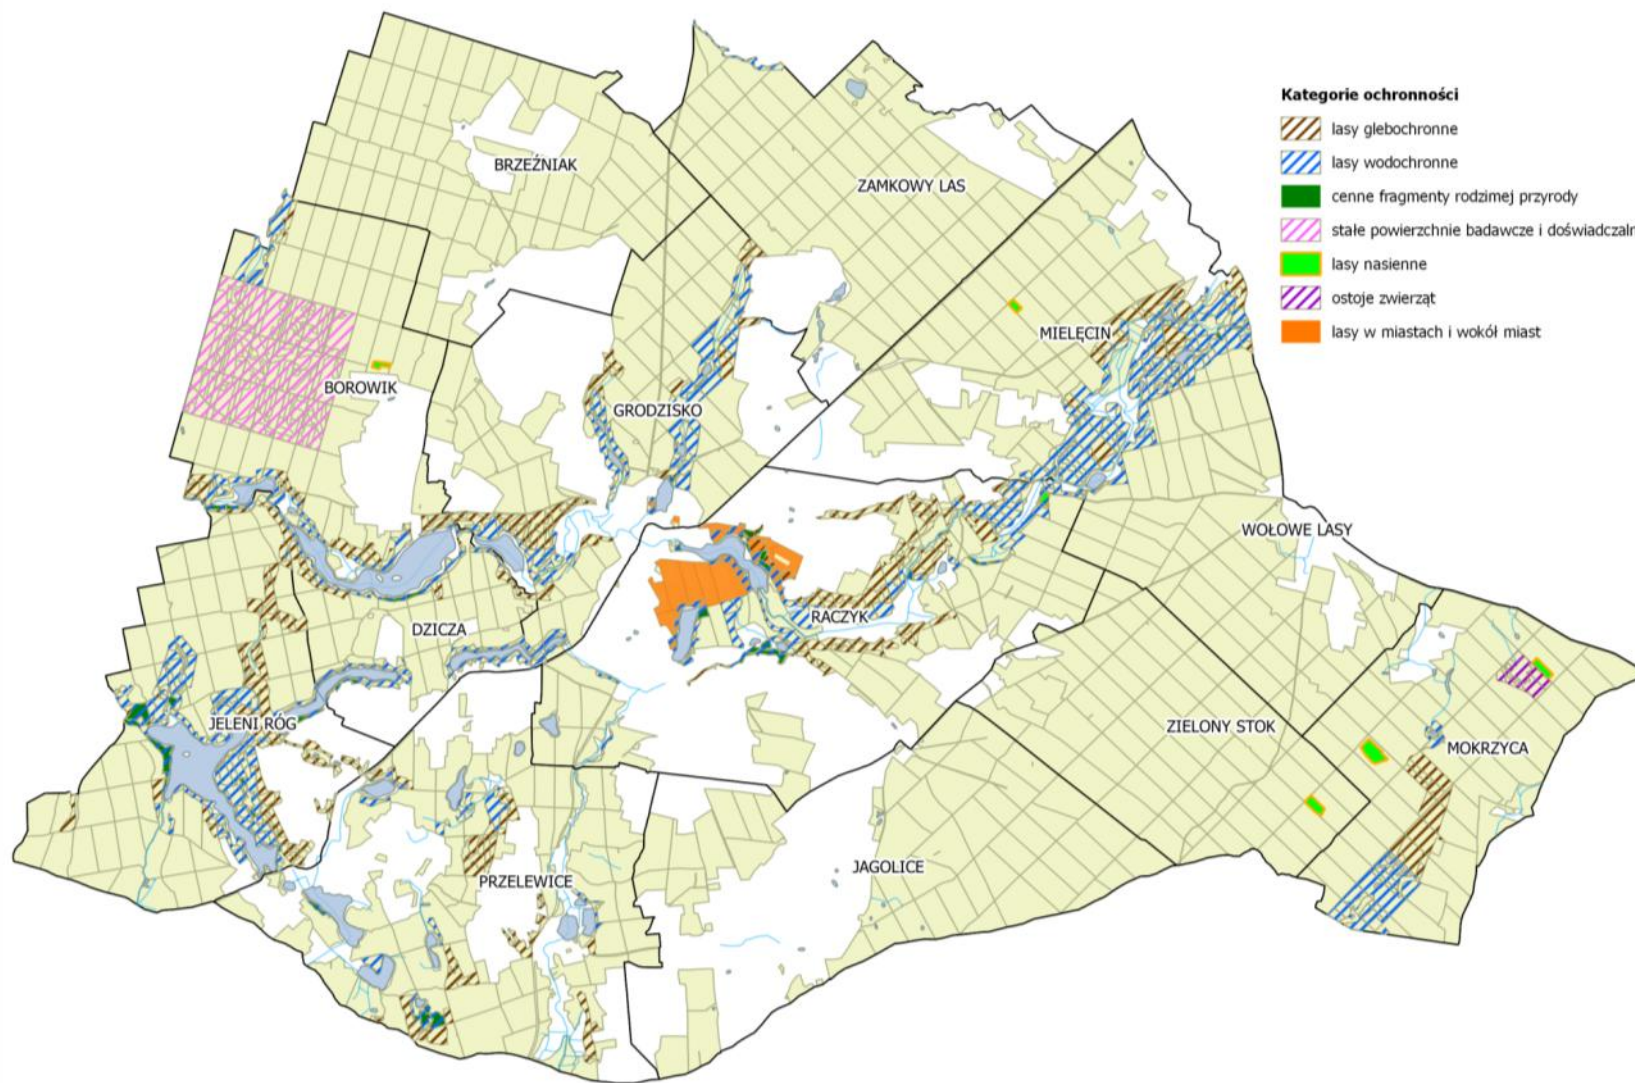 Kategorie ochronności
lasy glebochronne
lasy wodochronne
cenne fragmenty rodzimej przyrody
stałe powierzchnie badawcze i doświadczaln
lasy nasienne
ostoje zwierząt
lasy w miastach i wokół miast
BRZEŹNIAK
ZAMKOWY LAS
MIELĘCIN
BOROWIK
GRODZISKO
WOŁOWE LASY
RACZYK
DZICZA
JELENI RÓG
ZIELONY STOK
MOKRZYCA
JAGOLICE
PRZELEWICE